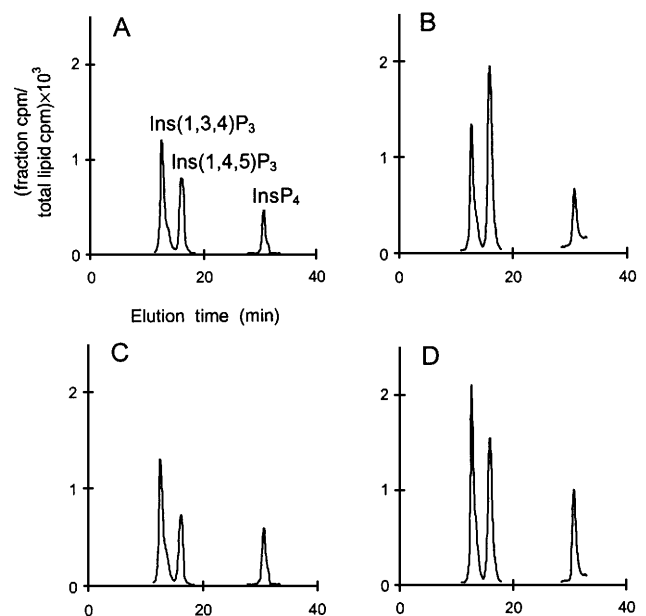 A
B
(fraction cpm/
total lipid cpm)×10³
2
1
0
Ins(1,3,4)P₃
Ins(1,4,5)P₃
InsP₄
0 20 40
2
1
0
0 20 40
Elution time (min)
C
D
2
1
0
0 20 40
2
1
0
0 20 40